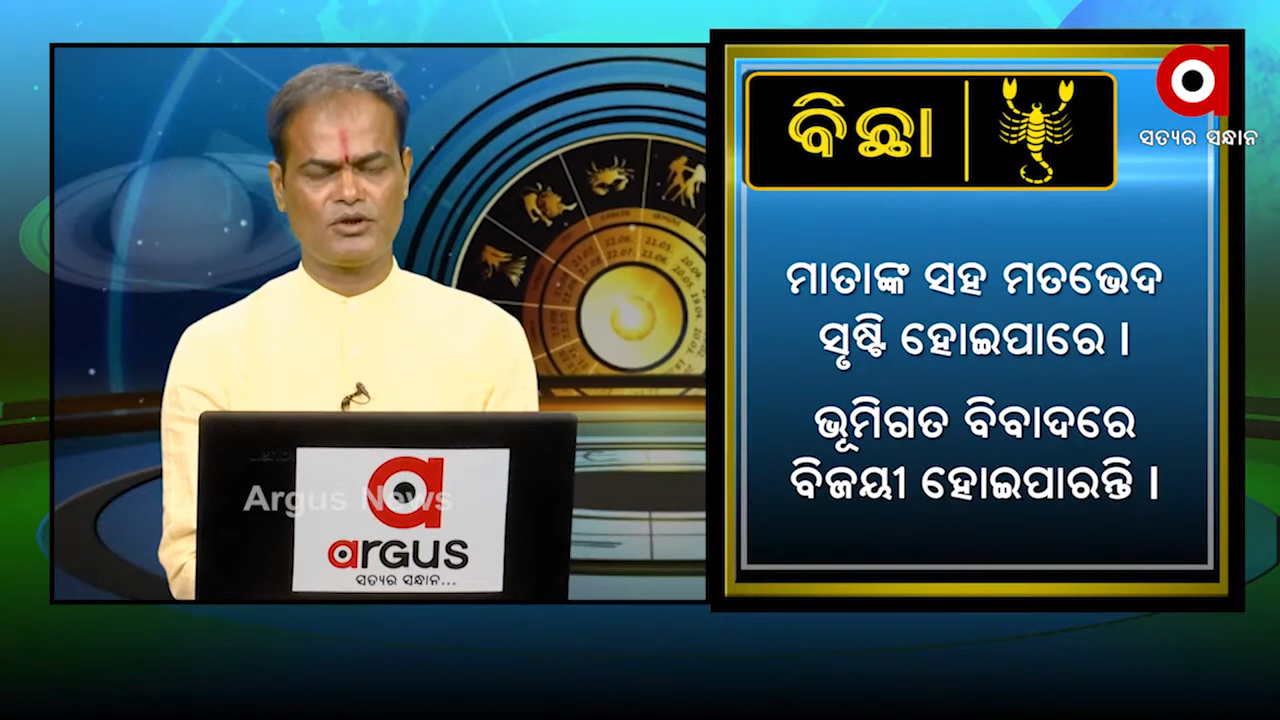 ବିଛା
ସତ୍ୟର ସନ୍ଧାନ
ମାତାଙ୍କ ସହ ମତଭେଦ
ସୃଷ୍ଟି ହୋଇପାରେ ।
ଭୂମିଗତ ବିବାଦରେ
ବିଜୟୀ ହୋଇପାରନ୍ତି ।
Argus News
argus
ସତ୍ୟର ସନ୍ଧାନ...